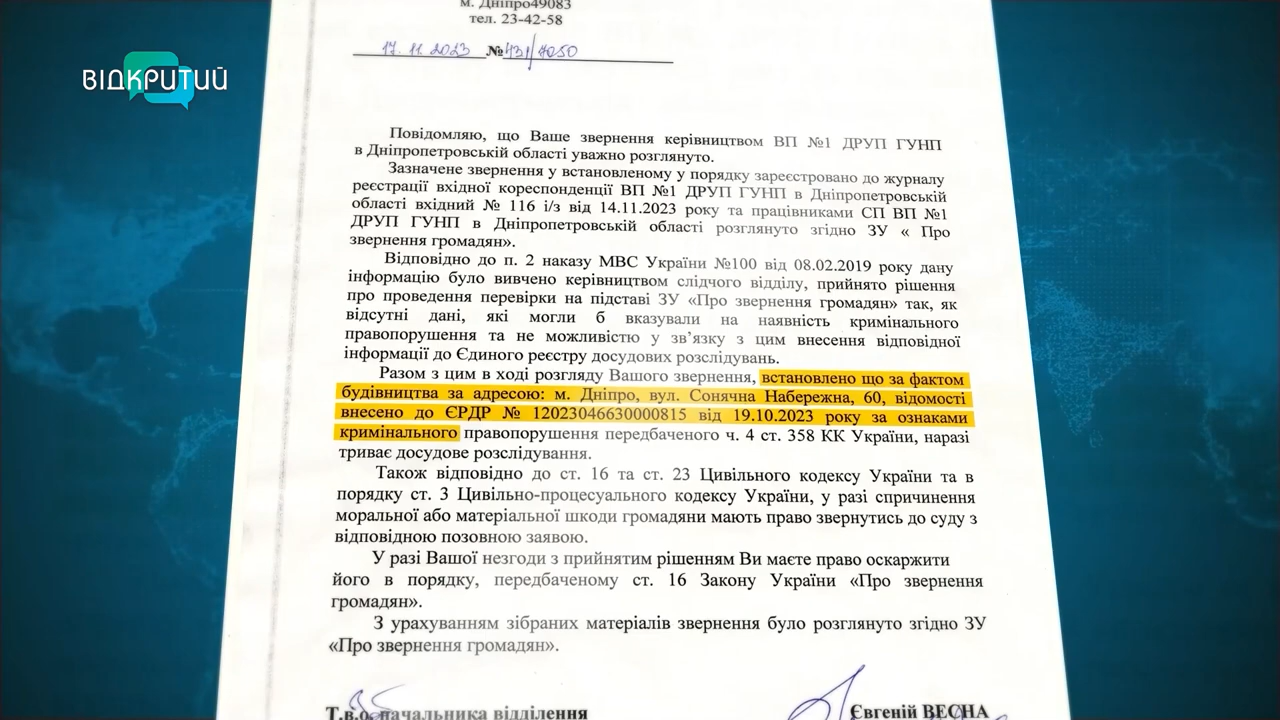 м. Дніпро49083
тел. 23-42-58
17.11.2023 №431/7050
ВІДКРИТИЙ
Повідомляю, що Ваше звернення керівництвом ВП №1 ДРУП ГУНП
в Дніпропетровській області уважно розглянуто.
Зазначене звернення у встановленому у порядку зареєстровано до журналу
реєстрації вхідної кореспонденції ВП №1 ДРУП ГУНП в Дніпропетровській
області вхідний № 116 і/з від 14.11.2023 року та працівниками СП ВП №1
ДРУП ГУНП в Дніпропетровській області розглянуто згідно ЗУ « Про
звернення громадян».
Відповідно до п. 2 наказу МВС України №100 від 08.02.2019 року дану
інформацію було вивчено керівництвом слідчого відділу, прийнято рішення
про проведення перевірки на підставі ЗУ «Про звернення громадян» так, як
відсутні дані, які могли б вказували на наявність кримінального
правопорушення та не можливістю у зв’язку з цим внесення відповідної
інформації до Єдиного реєстру досудових розслідувань.
Разом з цим в ході розгляду Вашого звернення, встановлено що за фактом
будівництва за адресою: м. Дніпро, вул. Сонячна Набережна, 60, відомості
внесено до ЄРДР № 12023046630000815 від 19.10.2023 року за ознаками
кримінального правопорушення передбаченого ч. 4 ст. 358 КК України, наразі
триває досудове розслідування.
Також відповідно до ст. 16 та ст. 23 Цивільного кодексу України та в
порядку ст. 3 Цивільно-процесуального кодексу України, у разі спричинення
моральної або матеріальної шкоди громадяни мають право звернутись до суду з
відповідною позовною заявою.
У разі Вашої незгоди з прийнятим рішенням Ви маєте право оскаржити
його в порядку, передбаченому ст. 16 Закону України «Про звернення
громадян».
З урахуванням зібраних матеріалів звернення було розглянуто згідно ЗУ
«Про звернення громадян».
Т.в.о. начальника відділення
Євгеній ВЕСНА